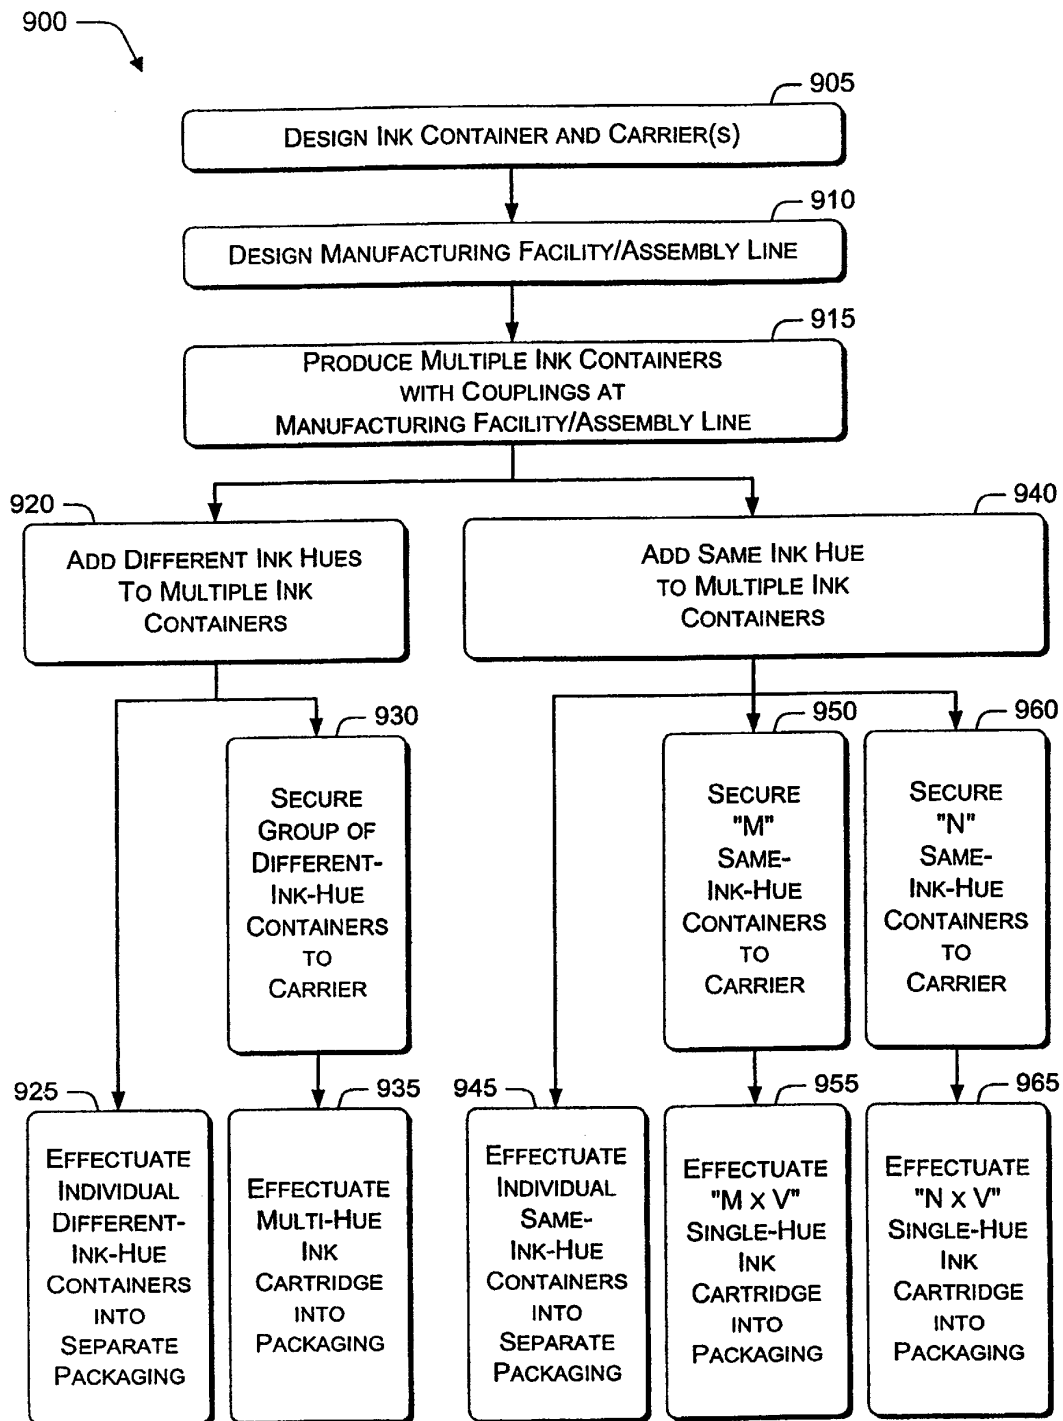 900
905
DESIGN INK CONTAINER AND CARRIER(S)
910
DESIGN MANUFACTURING FACILITY/ASSEMBLY LINE
915
PRODUCE MULTIPLE INK CONTAINERS
WITH COUPLINGS AT
MANUFACTURING FACILITY/ASSEMBLY LINE
920
ADD DIFFERENT INK HUES
TO MULTIPLE INK
CONTAINERS
940
ADD SAME INK HUE
TO MULTIPLE INK
CONTAINERS
930
SECURE
GROUP OF
DIFFERENT-
INK-HUE
CONTAINERS
TO
CARRIER
950
SECURE
"M"
SAME-
INK-HUE
CONTAINERS
TO
CARRIER
960
SECURE
"N"
SAME-
INK-HUE
CONTAINERS
TO
CARRIER
925
EFFECTUATE
INDIVIDUAL
DIFFERENT-
INK-HUE
CONTAINERS
INTO
SEPARATE
PACKAGING
935
EFFECTUATE
MULTI-HUE
INK
CARTRIDGE
INTO
PACKAGING
945
EFFECTUATE
INDIVIDUAL
SAME-
INK-HUE
CONTAINERS
INTO
SEPARATE
PACKAGING
955
EFFECTUATE
"M X V"
SINGLE-HUE
INK
CARTRIDGE
INTO
PACKAGING
965
EFFECTUATE
"N X V"
SINGLE-HUE
INK
CARTRIDGE
INTO
PACKAGING